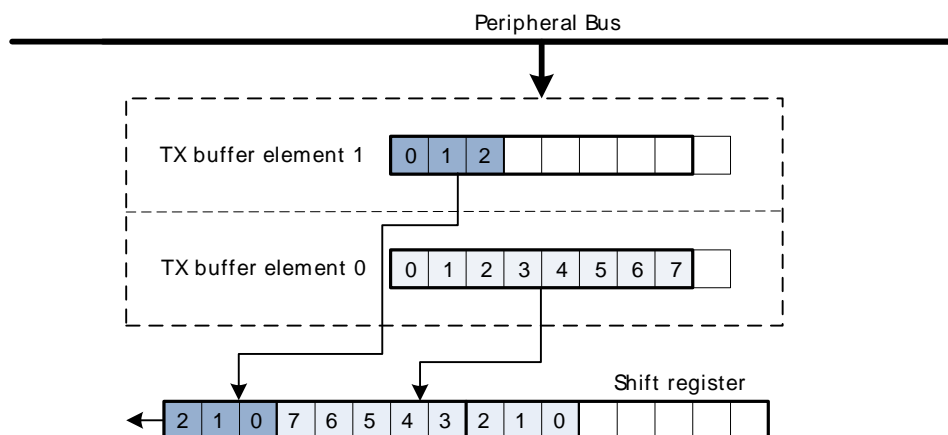 Peripheral Bus
TX buffer element 1 0 1 2
TX buffer element 0 0 1 2 3 4 5 6 7
Shift register
2 1 0 7 6 5 4 3 2 1 0